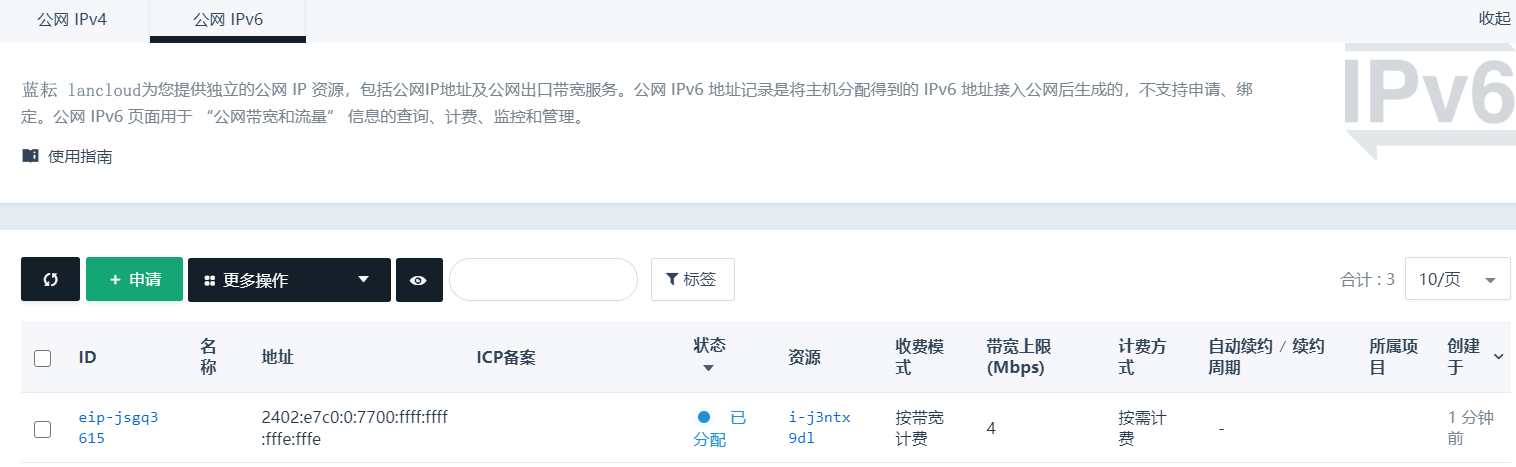 公网 IPv4
公网 IPv6
收起
蓝耘 lancloud为您提供独立的公网 IP 资源，包括公网IP地址及公网出口带宽服务。公网 IPv6 地址记录是将主机分配得到的 IPv6 地址接入公网后生成的，不支持申请、绑
定。公网 IPv6 页面用于 “公网带宽和流量” 信息的查询、计费、监控和管理。
IPv6
使用指南
+ 申请
更多操作
标签
合计 : 3
10/页
ID
名
称
地址
ICP备案
状态
资源
收费模
式
带宽上限
(Mbps)
计费方
式
自动续约 / 续约
周期
所属项
目
创建
于
eip-jsgq3
615
2402:e7c0:0:7700:ffff:ffff
:fffe:fffe
已
分配
i-j3ntx
9dl
按带宽
计费
4
按需计
费
-
1 分钟
前